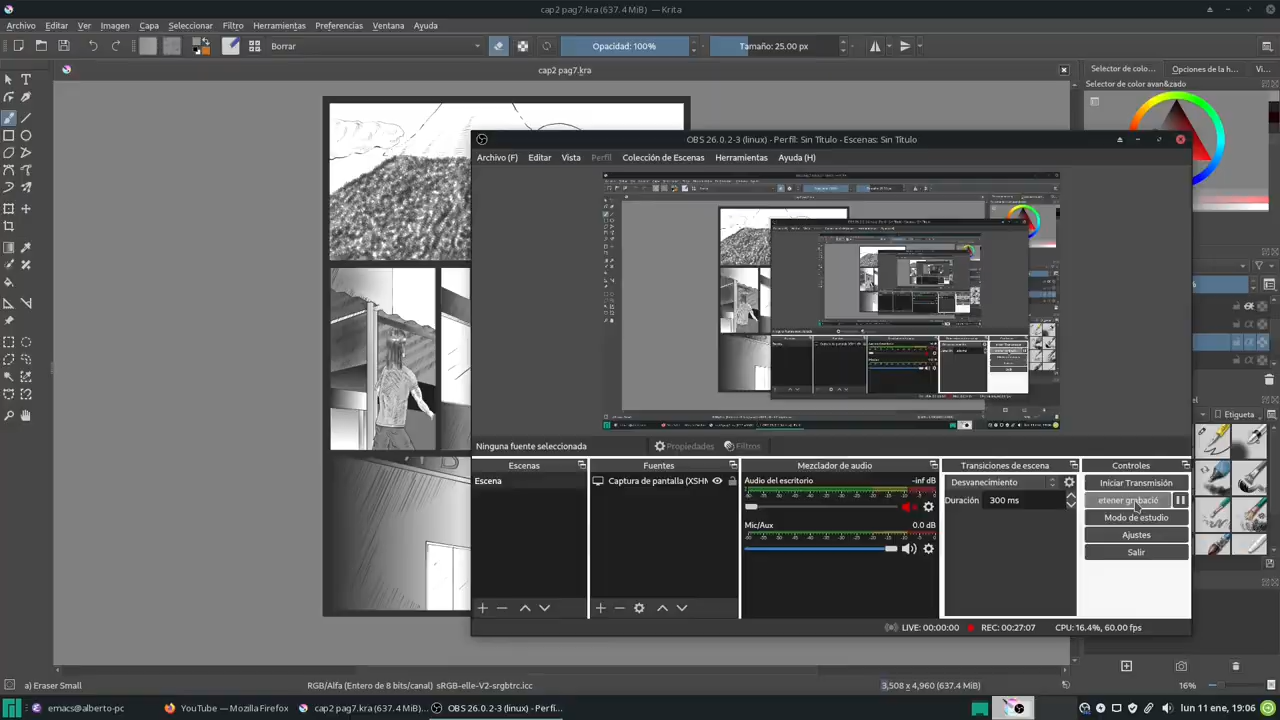 cap2 pag7.kra (637.4 MiB) — Krita
Archivo Editar Ver Imagen Capa Seleccionar Filtro Herramientas Preferencias Ventana Ayuda
Borrar Opacidad: 100% Tamaño: 25.00 px
cap2 pag7.kra
Selector de colo... Opciones de la h... Vi...
Selector de color avan&zado
OBS 26.0.2-3 (linux) - Perfil: Sin Título - Escenas: Sin Título
Archivo (F) Editar Vista Perfil Colección de Escenas Herramientas Ayuda (H)
Ninguna fuente seleccionada Propiedades Filtros
Etiqueta
Escenas Fuentes Mezclador de audio Transiciones de escena Controles
Escena
Captura de pantalla (XSHM
Audio del escritorio -inf dB
Mic/Aux 0.0 dB
Desvanecimiento
Duración 300 ms
Iniciar Transmisión
etener grabació
Modo de estudio
Ajustes
Salir
LIVE: 00:00:00 REC: 00:27:07 CPU: 16.4%, 60.00 fps
a) Eraser Small RGB/Alfa (Entero de 8 bits/canal) sRGB-elle-V2-srgbtrc.icc 3,508 x 4,960 (637.4 MiB) 16%
emacs@alberto-pc YouTube — Mozilla Firefox cap2 pag7.kra (637.4 MiB)... OBS 26.0.2-3 (linux) - Perfi... lun 11 ene, 19:06